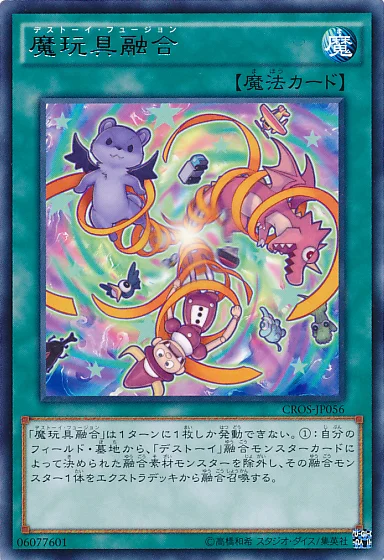 デストーイ・フュージョン
魔玩具融合
魔
【魔法カード】
CROS-JP056
「魔玩具融合」は1ターンに1枚しか発動できない。①:自分の
フィールド・墓地から、「デストーイ」融合モンスターカードに
よって決められた融合素材モンスターを除外し、その融合モン
スター1体をエクストラデッキから融合召喚する。
06077601
©高橋和希 スタジオ・ダイス/集英社